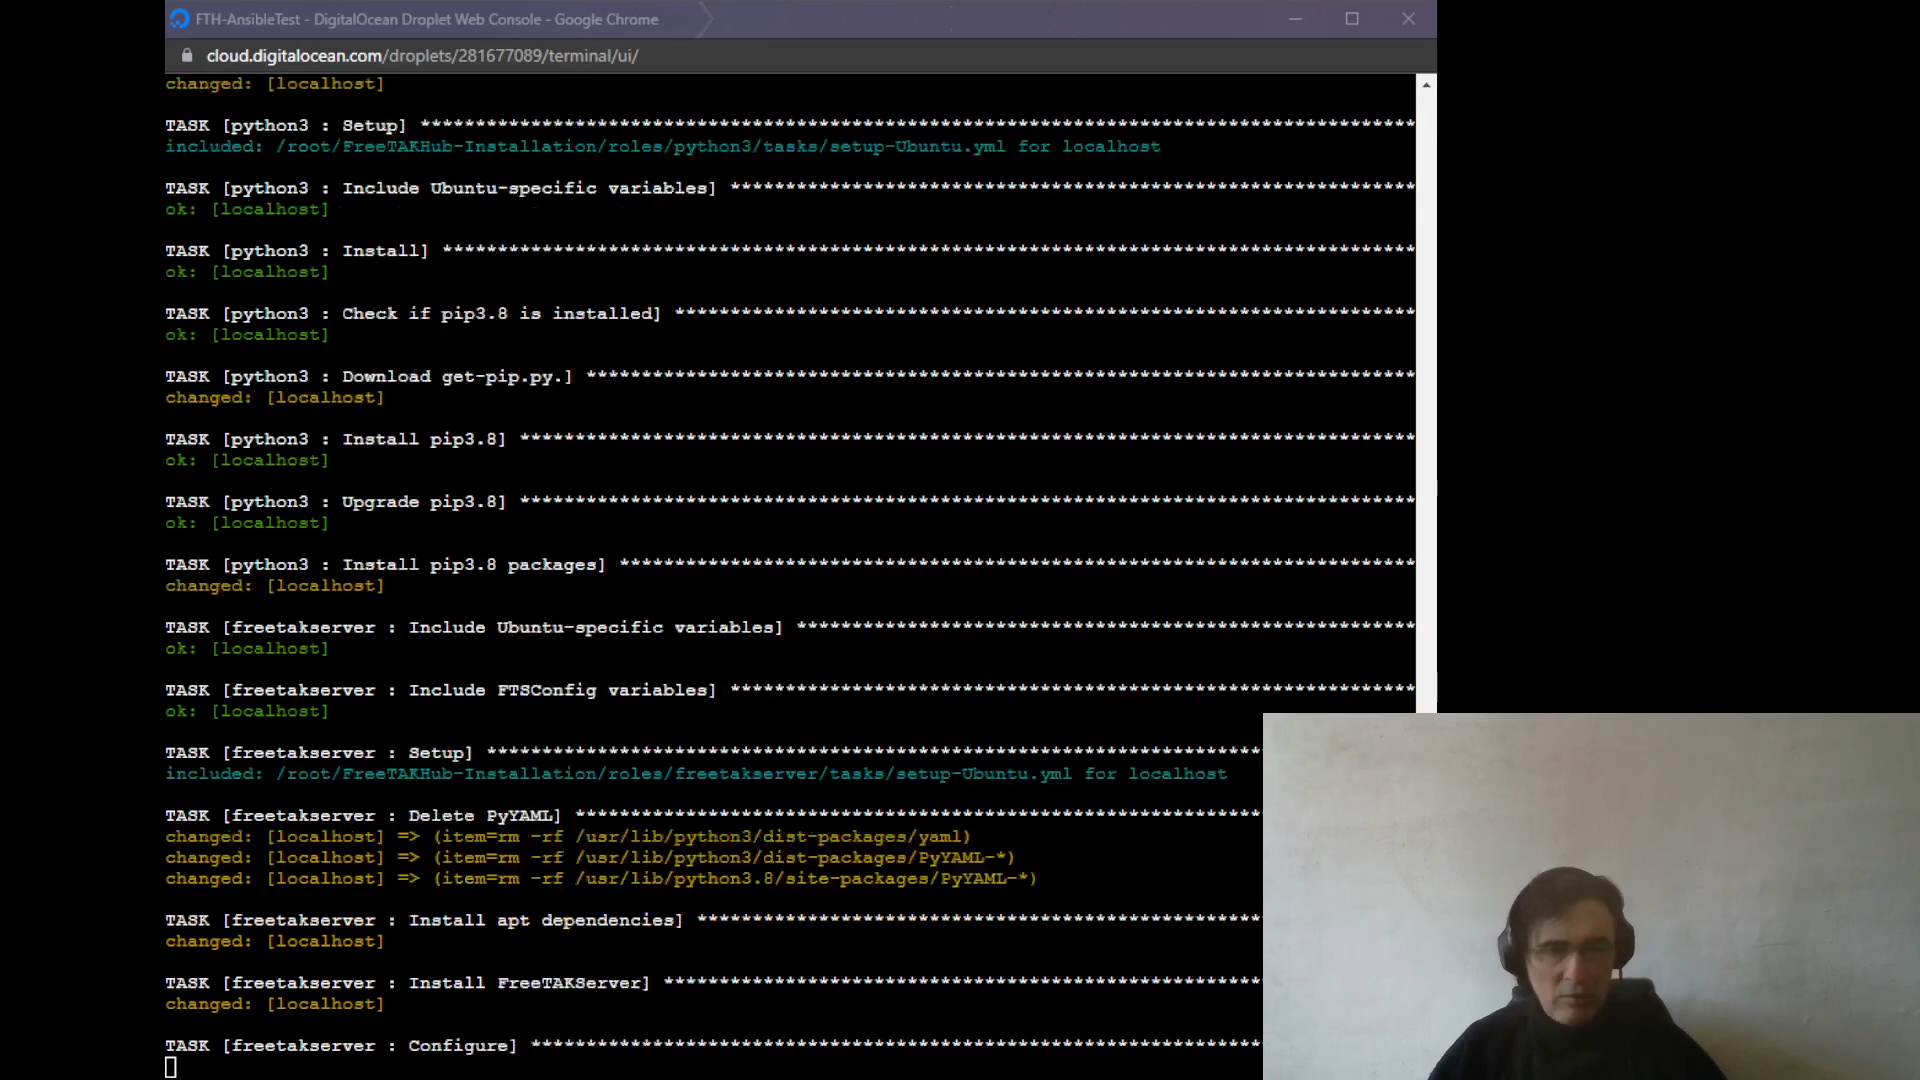 FTH-AnsibleTest - DigitalOcean Droplet Web Console - Google Chrome
cloud.digitalocean.com/droplets/281677089/terminal/ui/
changed: [localhost]
TASK [python3 : Setup] ******************************************************************************************
included: /root/FreeTAKHub-Installation/roles/python3/tasks/setup-Ubuntu.yml for localhost
TASK [python3 : Include Ubuntu-specific variables] **************************************************************
ok: [localhost]
TASK [python3 : Install] ****************************************************************************************
ok: [localhost]
TASK [python3 : Check if pip3.8 is installed] *******************************************************************
ok: [localhost]
TASK [python3 : Download get-pip.py.] ***************************************************************************
changed: [localhost]
TASK [python3 : Install pip3.8] *********************************************************************************
ok: [localhost]
TASK [python3 : Upgrade pip3.8] *********************************************************************************
ok: [localhost]
TASK [python3 : Install pip3.8 packages] ************************************************************************
changed: [localhost]
TASK [freetakserver : Include Ubuntu-specific variables] ********************************************************
ok: [localhost]
TASK [freetakserver : Include FTSConfig variables] **************************************************************
ok: [localhost]
TASK [freetakserver : Setup] **********************************************************************
included: /root/FreeTAKHub-Installation/roles/freetakserver/tasks/setup-Ubuntu.yml for localhost
TASK [freetakserver : Delete PyYAML] **************************************************************
changed: [localhost] => (item=rm -rf /usr/lib/python3/dist-packages/yaml)
changed: [localhost] => (item=rm -rf /usr/lib/python3/dist-packages/PyYAML-*)
changed: [localhost] => (item=rm -rf /usr/lib/python3.8/site-packages/PyYAML-*)
TASK [freetakserver : Install apt dependencies] ***************************************************
changed: [localhost]
TASK [freetakserver : Install FreeTAKServer] ******************************************************
changed: [localhost]
TASK [freetakserver : Configure] ******************************************************************